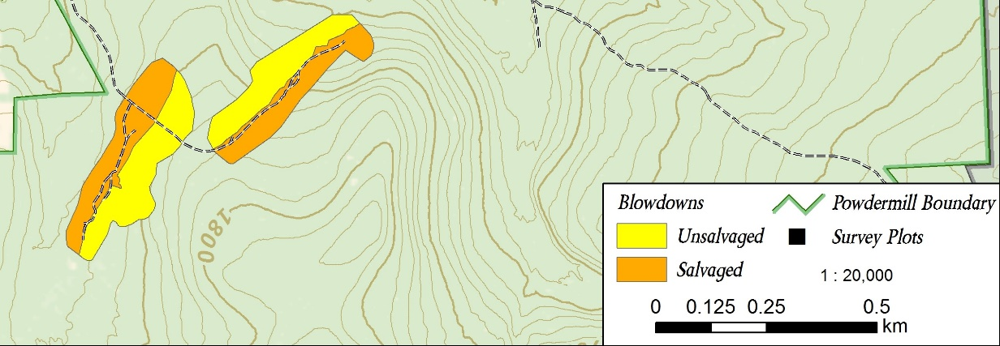 1800
Blowdowns
Powdermill Boundary
Unsalvaged
Survey Plots
Salvaged
1 : 20,000
0 0.125 0.25 0.5
km